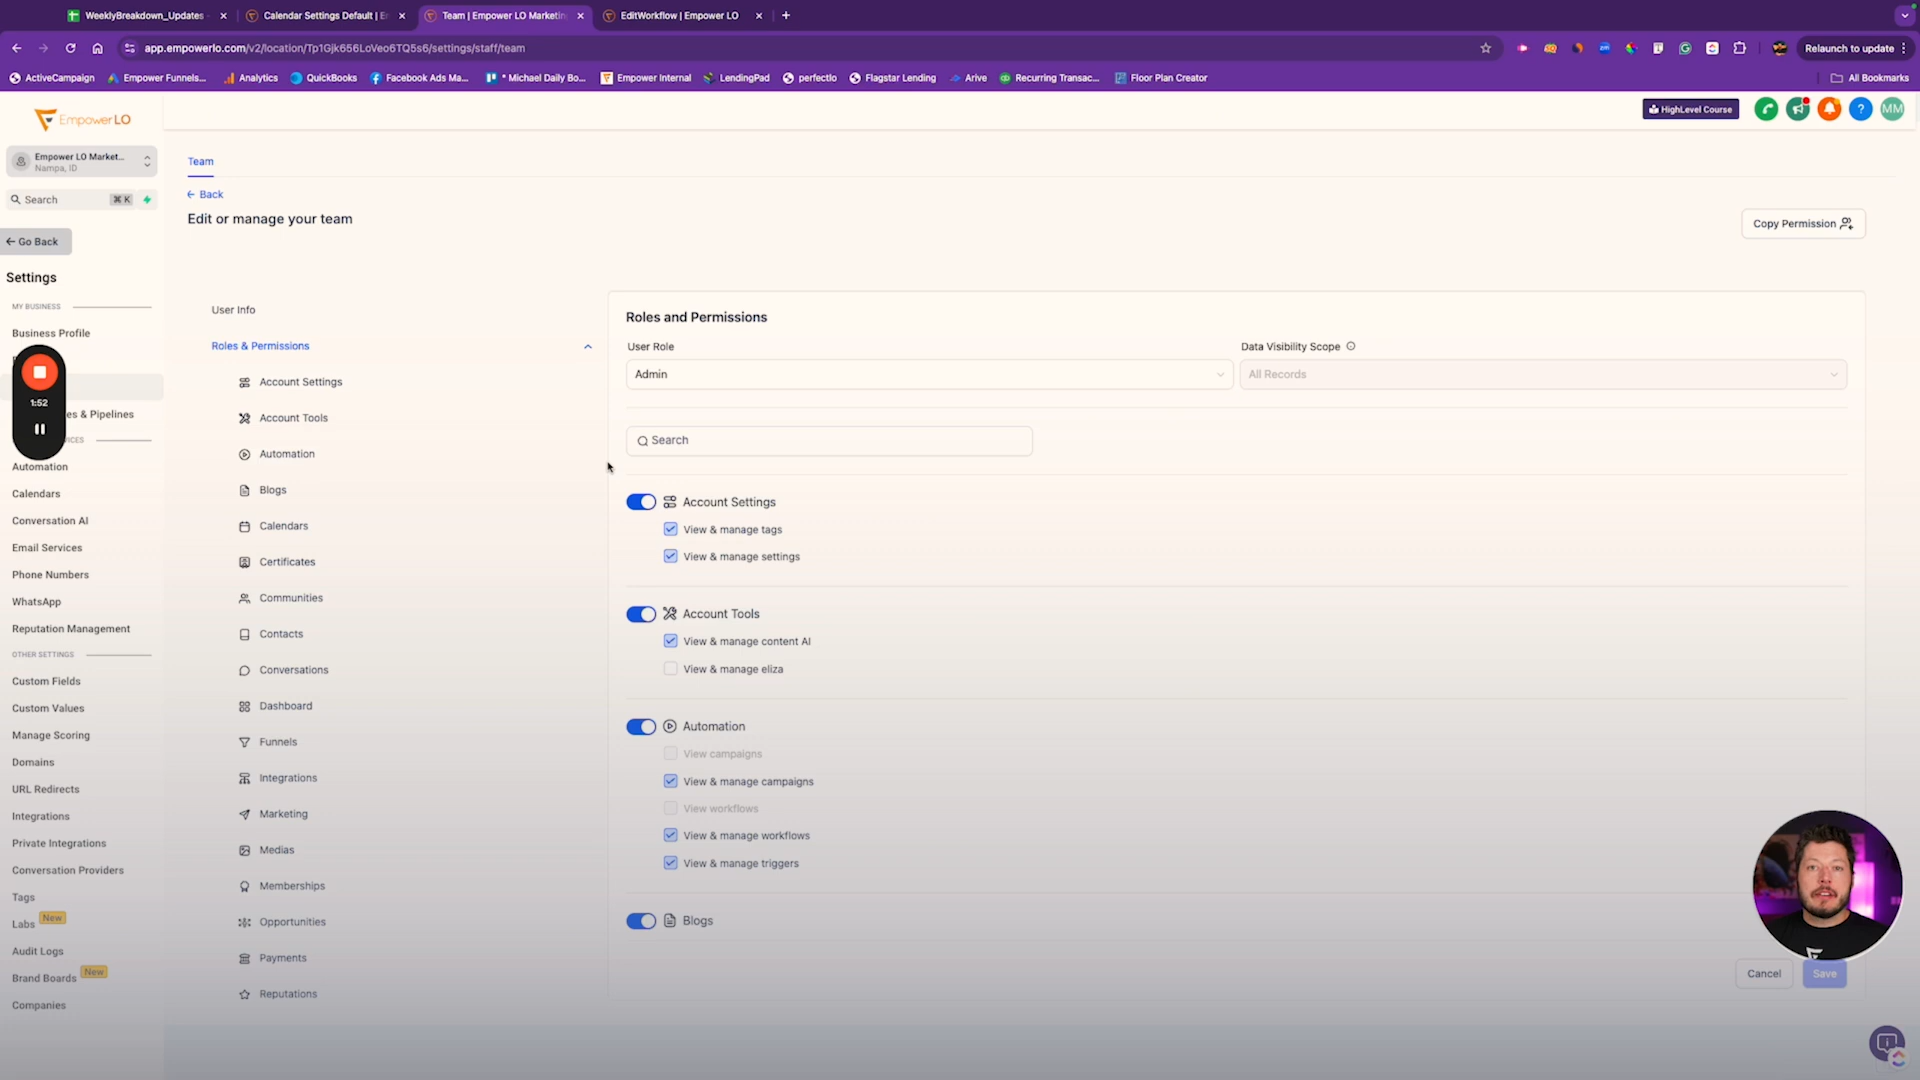 WeeklyBreakdown_Updates
Calendar Settings Default | Er
Team | Empower LO Marketin
EditWorkflow | Empower LO
app.empowerlo.com/v2/location/Tp1Gjk656LoVeo6TQ5s6/settings/staff/team
Relaunch to update
ActiveCampaign
Empower Funnels...
Analytics
QuickBooks
Facebook Ads Ma...
* Michael Daily Bo...
Empower Internal
LendingPad
perfectlo
Flagstar Lending
Arive
Recurring Transac...
Floor Plan Creator
All Bookmarks
Empower LO
HighLevel Course
MM
Empower LO Market...
Nampa, ID
Search
⌘ K
Go Back
Settings
MY BUSINESS
Business Profile
1:52
es & Pipelines
Automation
Calendars
Conversation AI
Email Services
Phone Numbers
WhatsApp
Reputation Management
OTHER SETTINGS
Custom Fields
Custom Values
Manage Scoring
Domains
URL Redirects
Integrations
Private Integrations
Conversation Providers
Tags
Labs New
Audit Logs
Brand Boards New
Companies
Team
Back
Edit or manage your team
Copy Permission
User Info
Roles & Permissions
Account Settings
Account Tools
Automation
Blogs
Calendars
Certificates
Communities
Contacts
Conversations
Dashboard
Funnels
Integrations
Marketing
Medias
Memberships
Opportunities
Payments
Reputations
Roles and Permissions
User Role
Data Visibility Scope
Admin
All Records
Search
Account Settings
View & manage tags
View & manage settings
Account Tools
View & manage content AI
View & manage eliza
Automation
View campaigns
View & manage campaigns
View workflows
View & manage workflows
View & manage triggers
Blogs
Cancel
Save